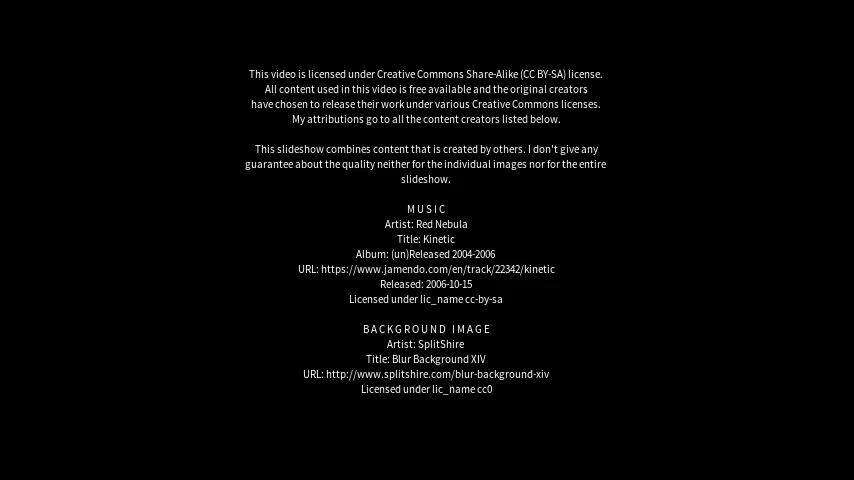 This video is licensed under Creative Commons Share-Alike (CC BY-SA) license.
All content used in this video is free available and the original creators
have chosen to release their work under various Creative Commons licenses.
My attributions go to all the content creators listed below.
This slideshow combines content that is created by others. I don't give any
guarantee about the quality neither for the individual images nor for the entire
slideshow.
MUSIC
Artist: Red Nebula
Title: Kinetic
Album: (un)Released 2004-2006
URL: https://www.jamendo.com/en/track/22342/kinetic
Released: 2006-10-15
Licensed under lic_name cc-by-sa
BACKGROUND IMAGE
Artist: SplitShire
Title: Blur Background XIV
URL: http://www.splitshire.com/blur-background-xiv
Licensed under lic_name cc0